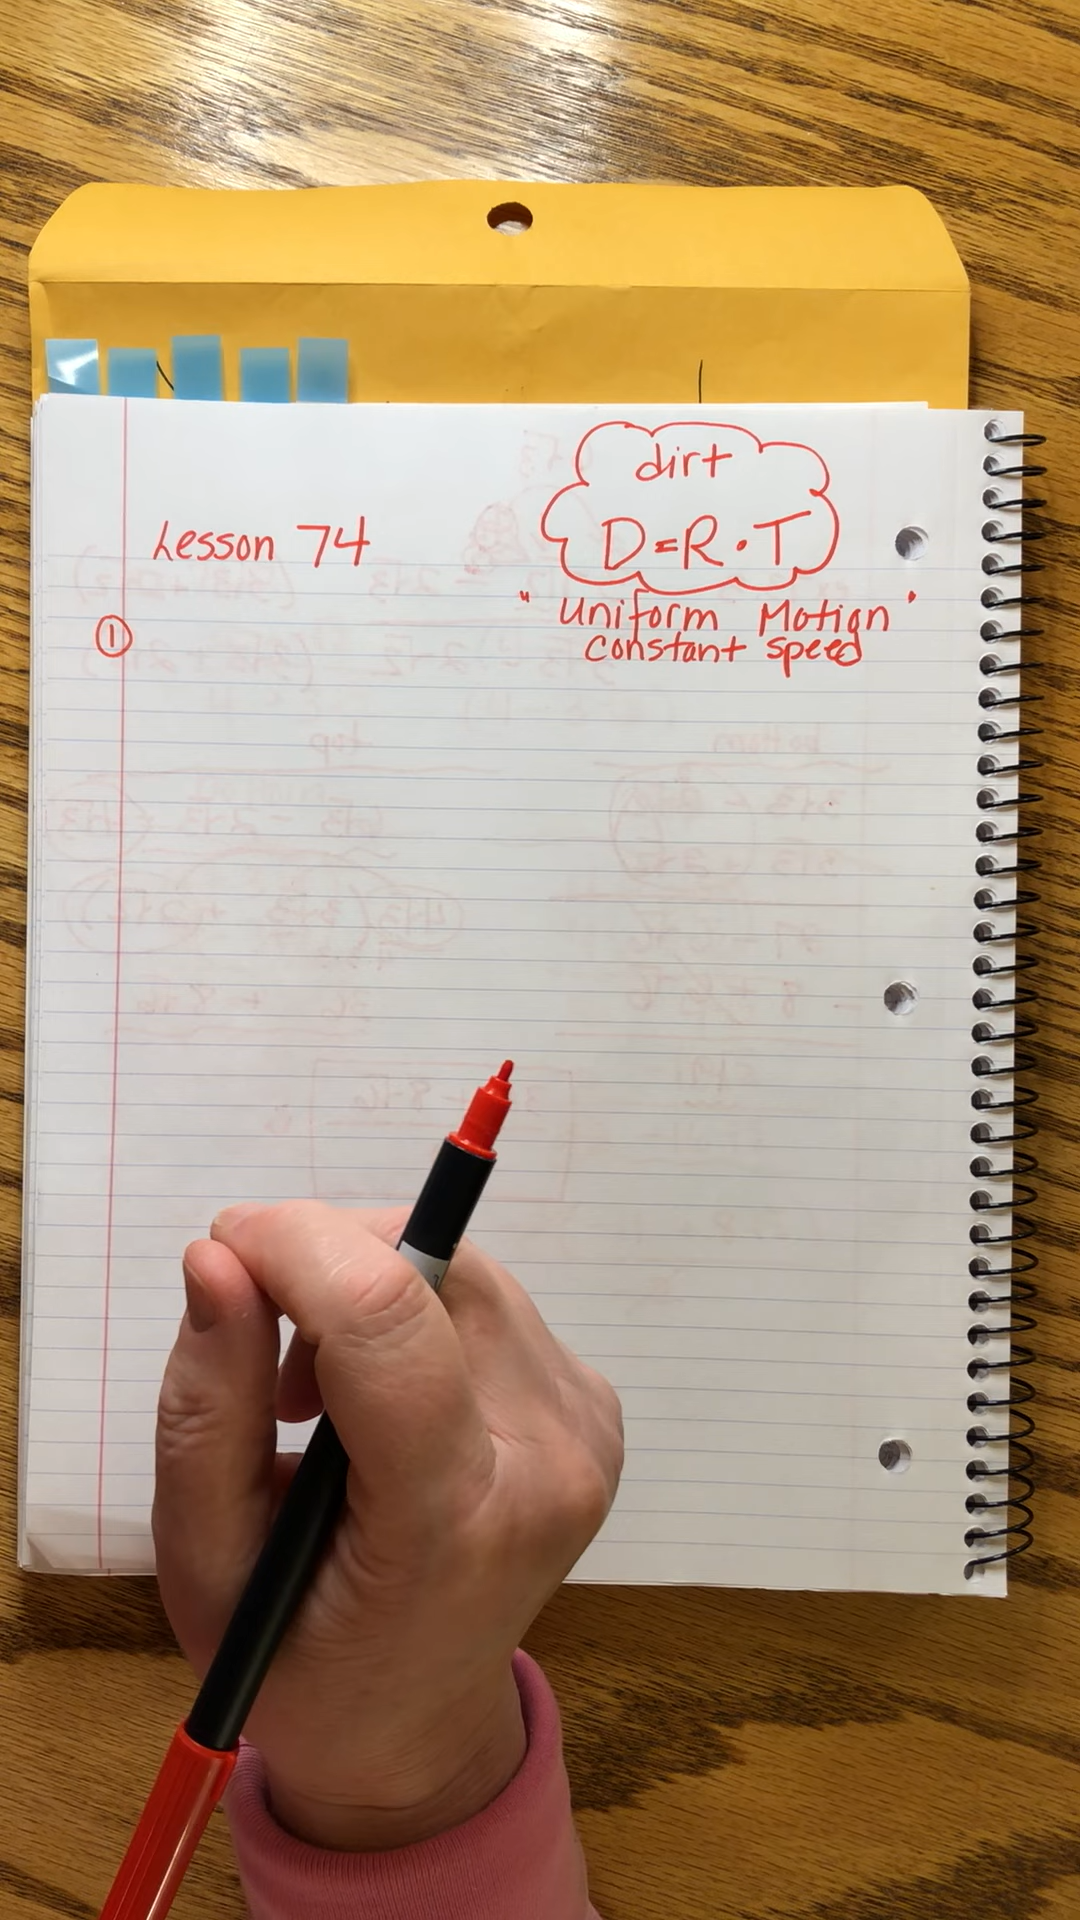 dirt
Lesson 74
D=R•T
"Uniform Motion"
constant speed
①